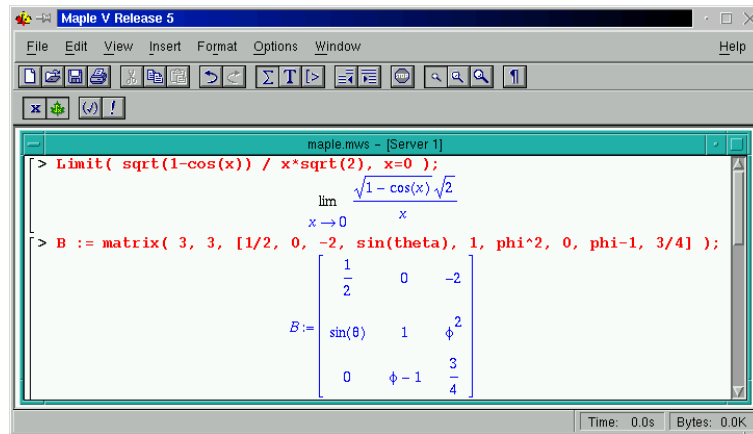 Maple V Release 5
File Edit View Insert Format Options Window Help
Σ T [> STOP ¶
x (√) !
maple.mws - [Server 1]
> Limit( sqrt(1-cos(x)) / x*sqrt(2), x=0 );
lim √1 - cos(x) √2
x → 0 x
> B := matrix( 3, 3, [1/2, 0, -2, sin(theta), 1, phi^2, 0, phi-1, 3/4] );
B := 1/2 0 -2
sin(θ) 1 ϕ²
0 ϕ - 1 3/4
Time: 0.0s Bytes: 0.0K